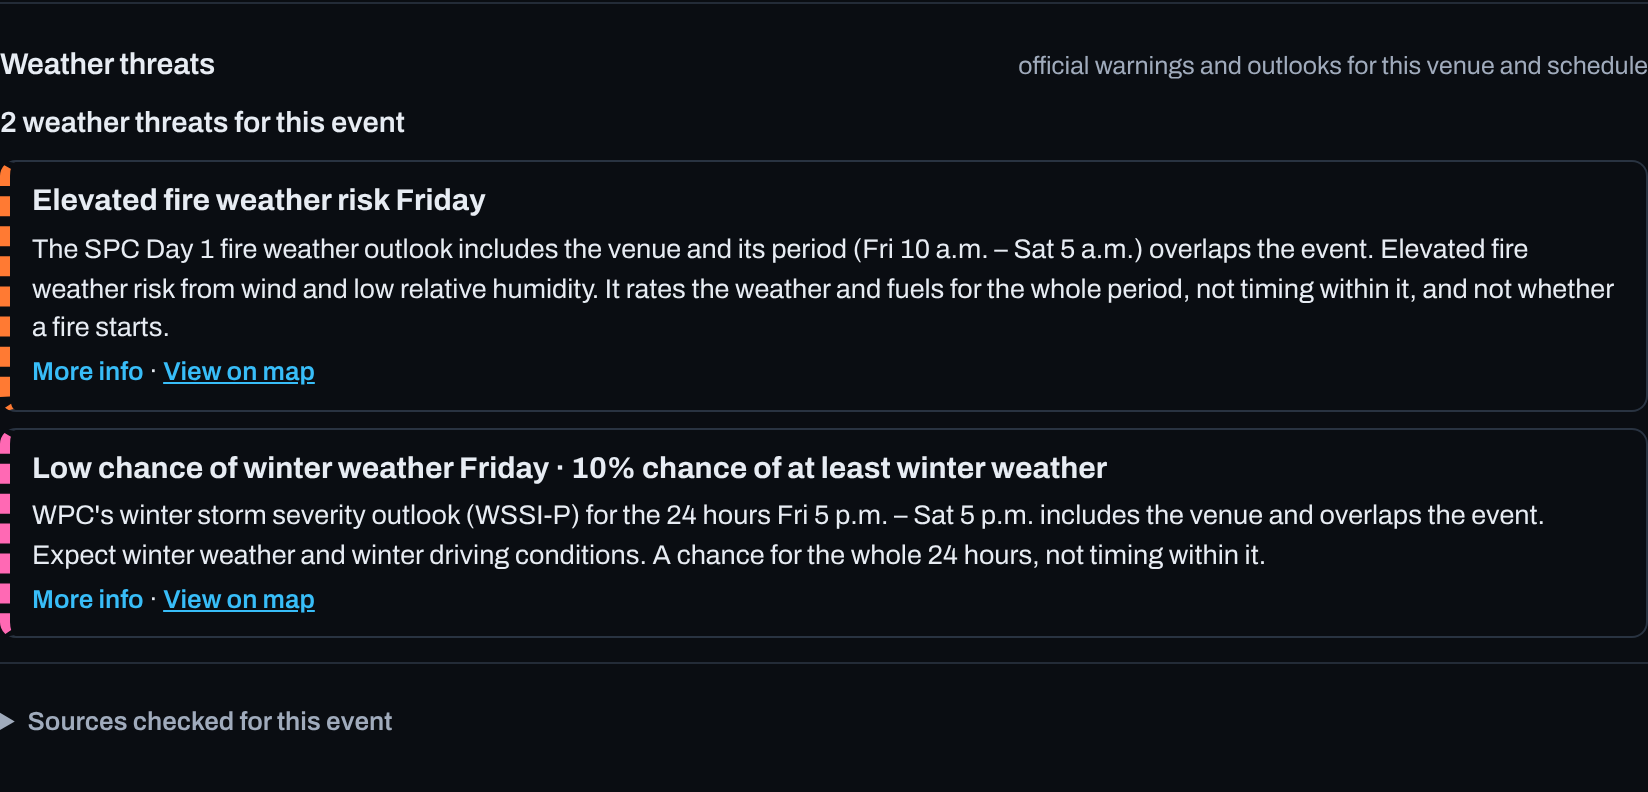 Weather threats
official warnings and outlooks for this venue and schedule
2 weather threats for this event
Elevated fire weather risk Friday
The SPC Day 1 fire weather outlook includes the venue and its period (Fri 10 a.m. – Sat 5 a.m.) overlaps the event. Elevated fire
weather risk from wind and low relative humidity. It rates the weather and fuels for the whole period, not timing within it, and not whether
a fire starts.
More info · View on map
Low chance of winter weather Friday · 10% chance of at least winter weather
WPC's winter storm severity outlook (WSSI-P) for the 24 hours Fri 5 p.m. – Sat 5 p.m. includes the venue and overlaps the event.
Expect winter weather and winter driving conditions. A chance for the whole 24 hours, not timing within it.
More info · View on map
Sources checked for this event